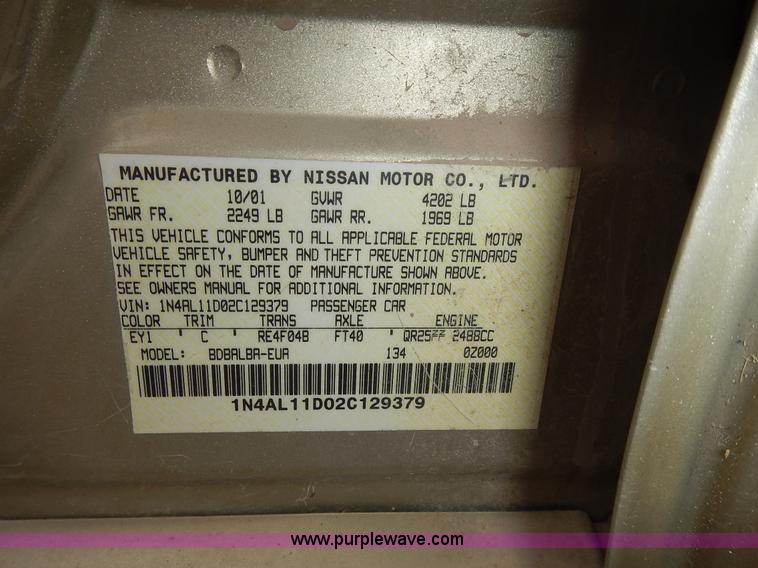 MANUFACTURED BY NISSAN MOTOR CO., LTD.
DATE 10/01 GVWR 4202 LB
GAWR FR. 2249 LB GAWR RR. 1969 LB
THIS VEHICLE CONFORMS TO ALL APPLICABLE FEDERAL MOTOR
VEHICLE SAFETY, BUMPER AND THEFT PREVENTION STANDARDS
IN EFFECT ON THE DATE OF MANUFACTURE SHOWN ABOVE.
SEE OWNERS MANUAL FOR ADDITIONAL INFORMATION.
VIN: 1N4AL11D02C129379 PASSENGER CAR
COLOR TRIM TRANS AXLE ENGINE
EY1 ' C RE4F04B FT40 QR25 2488CC
MODEL: BDBALBA-EUA 134 0Z000
1N4AL11D02C129379
www.purplewave.com